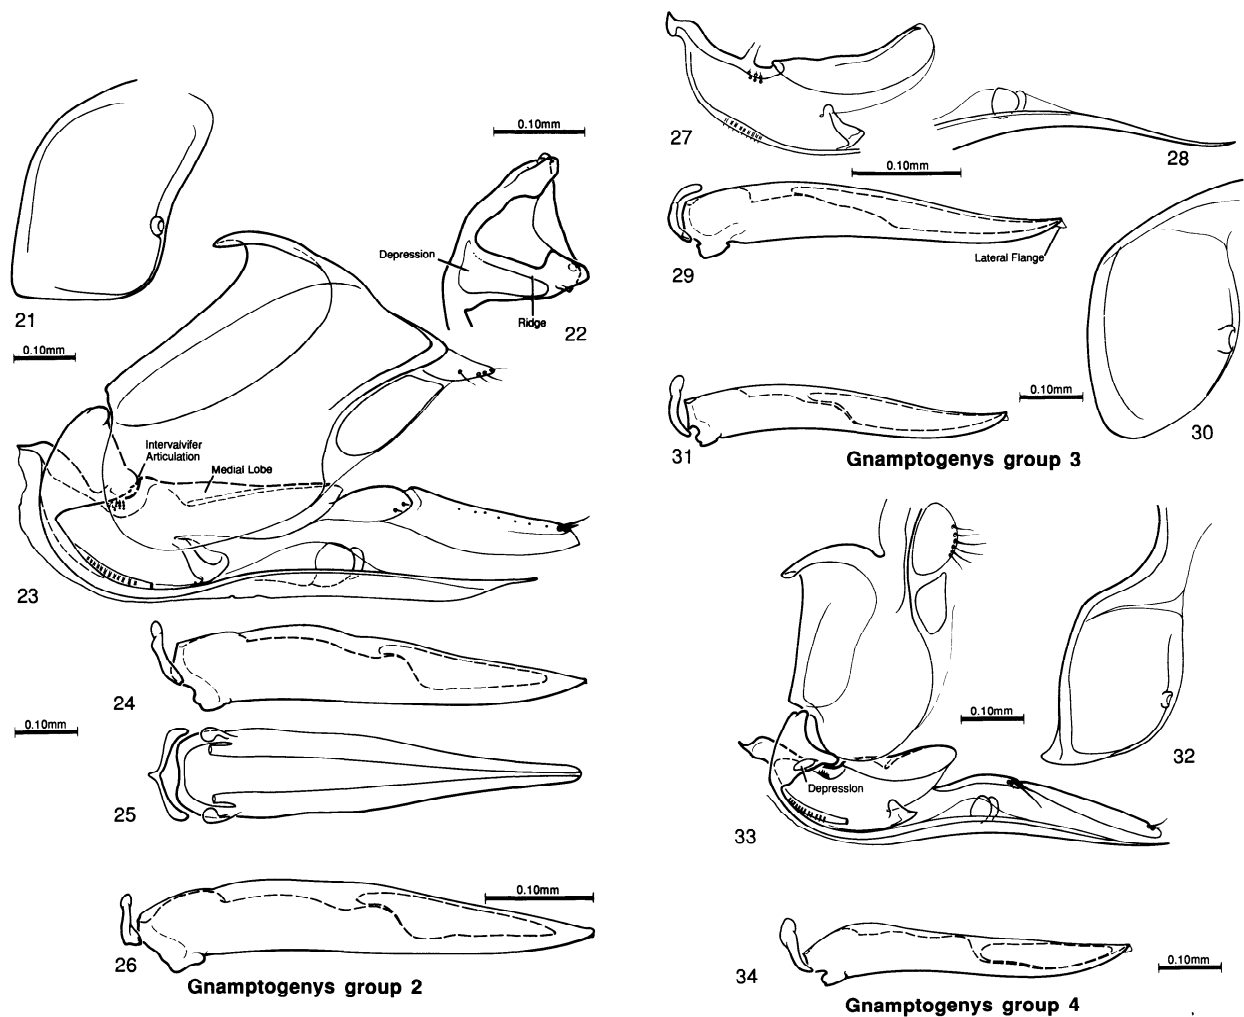 21
0.10mm
0.10mm
Depression
Ridge
22
Intervalvifer
Articulation
Medial Lobe
23
24
0.10mm
25
0.10mm
26
Gnamptogenys group 2
27
28
0.10mm
29
Lateral Flange
30
0.10mm
31
Gnamptogenys group 3
32
0.10mm
Depression
33
34
0.10mm
Gnamptogenys group 4